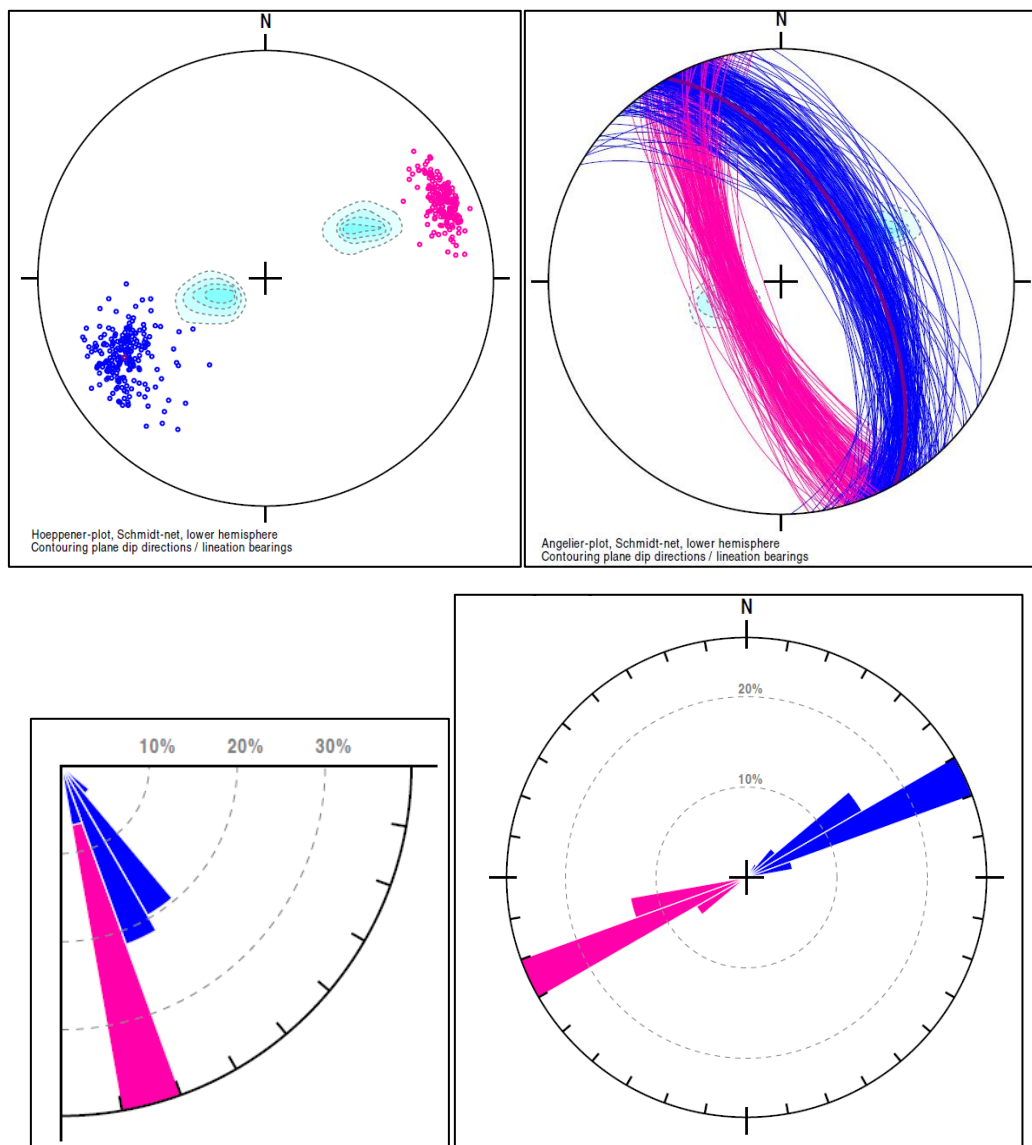 N
Hoeppener-plot, Schmidt-net, lower hemisphere
Contouring plane dip directions / lineation bearings
N
Angelier-plot, Schmidt-net, lower hemisphere
Contouring plane dip directions / lineation bearings
10% 20% 30%
N
20%
10%